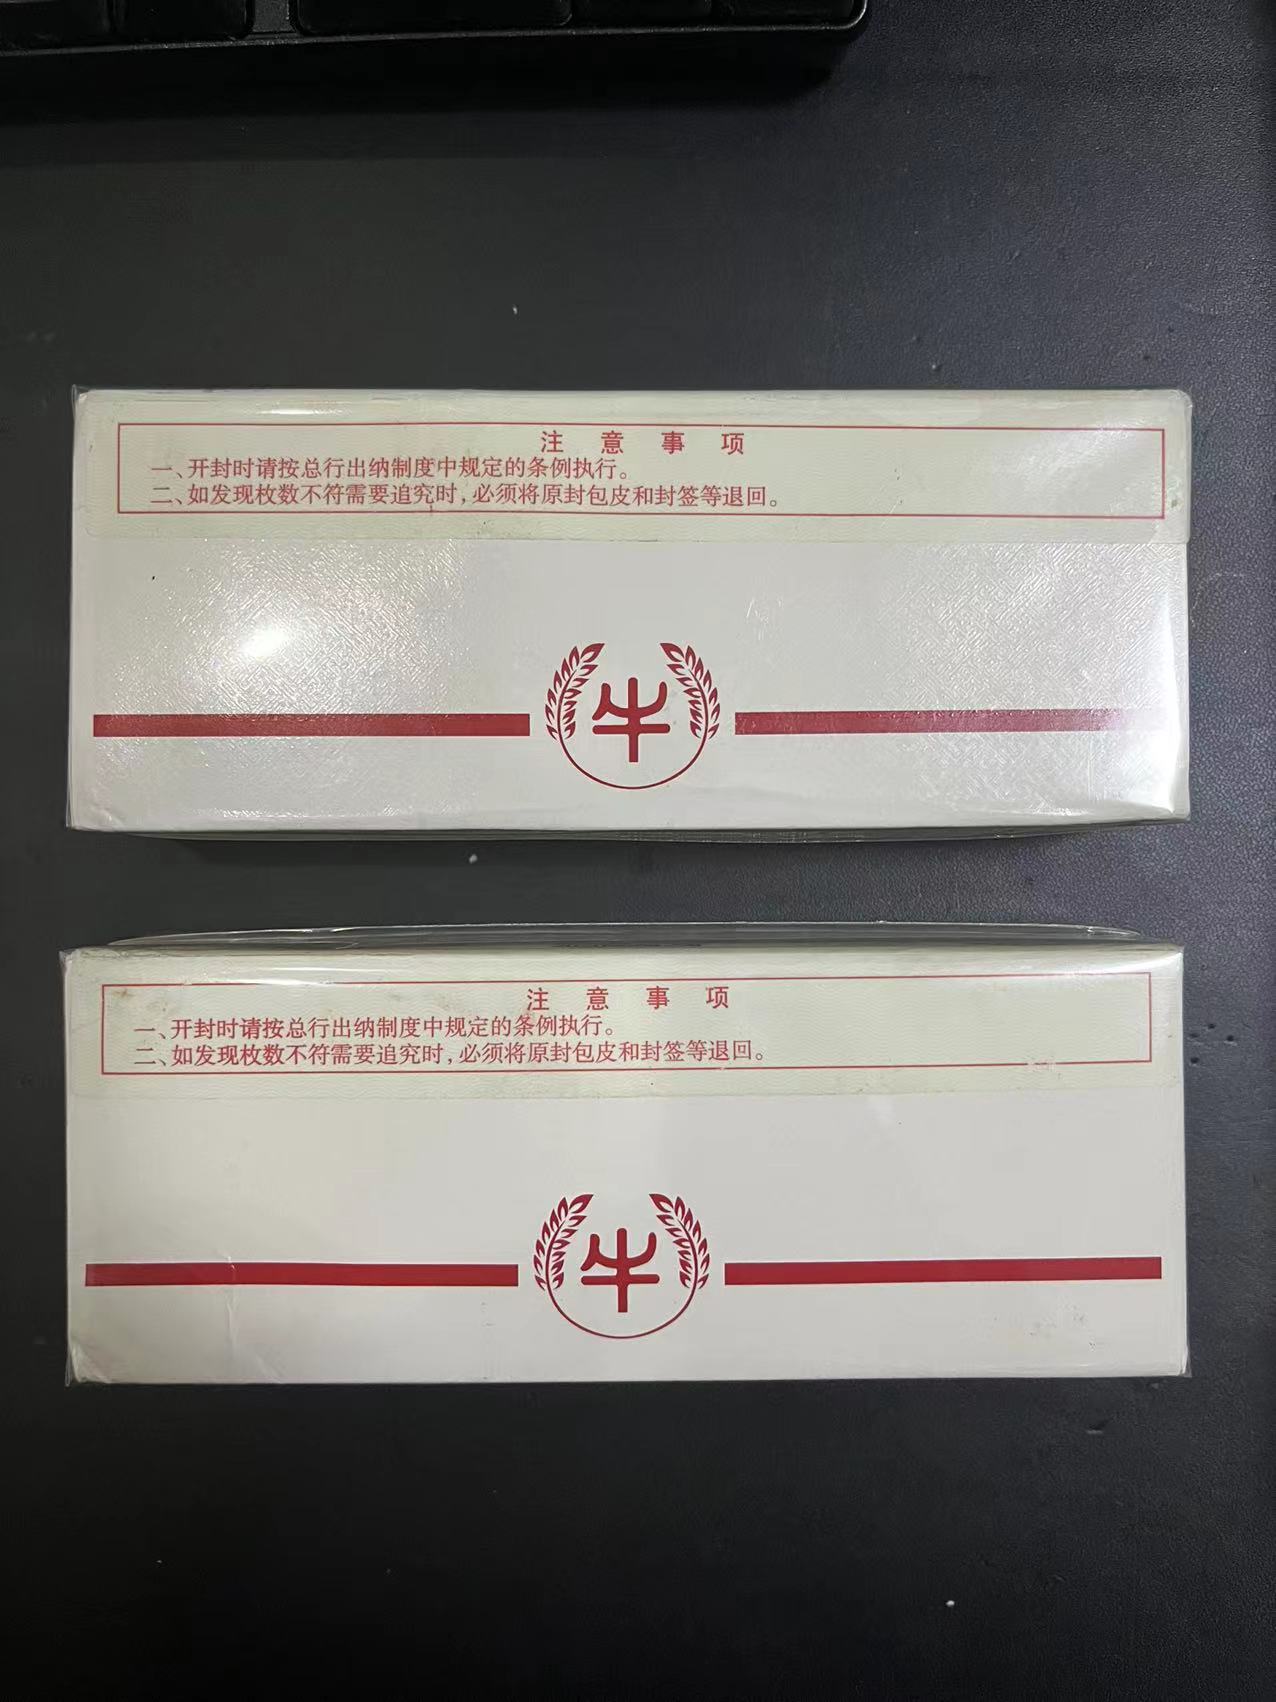 注意事项
一、开封时请按总行出纳制度中规定的条例执行。
二、如发现枚数不符需要追究时，必须将原封包皮和封签等退回。
牛
注意事项
一、开封时请按总行出纳制度中规定的条例执行。
二、如发现枚数不符需要追究时，必须将原封包皮和封签等退回。
牛